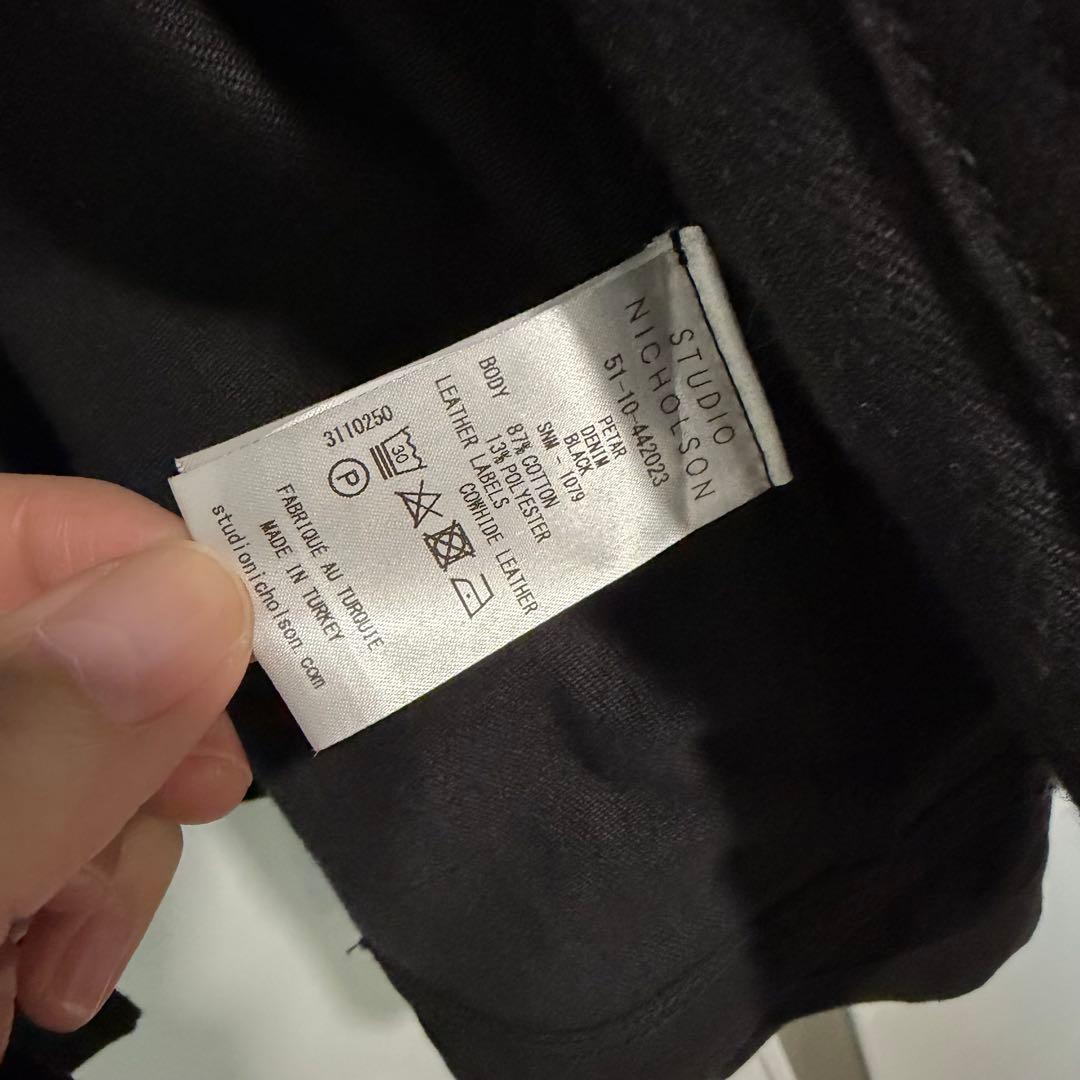 STUDIO
NICHOLSON
51-10-442023
PETAR
DENIM
BLACK
SNM - 1079
BODY 87% COTTON
13% POLYESTER
LEATHER LABELS COWHIDE LEATHER
3110250
30
P
FABRIQUÉ AU TURQUIE
MADE IN TURKEY
studionicholson.com